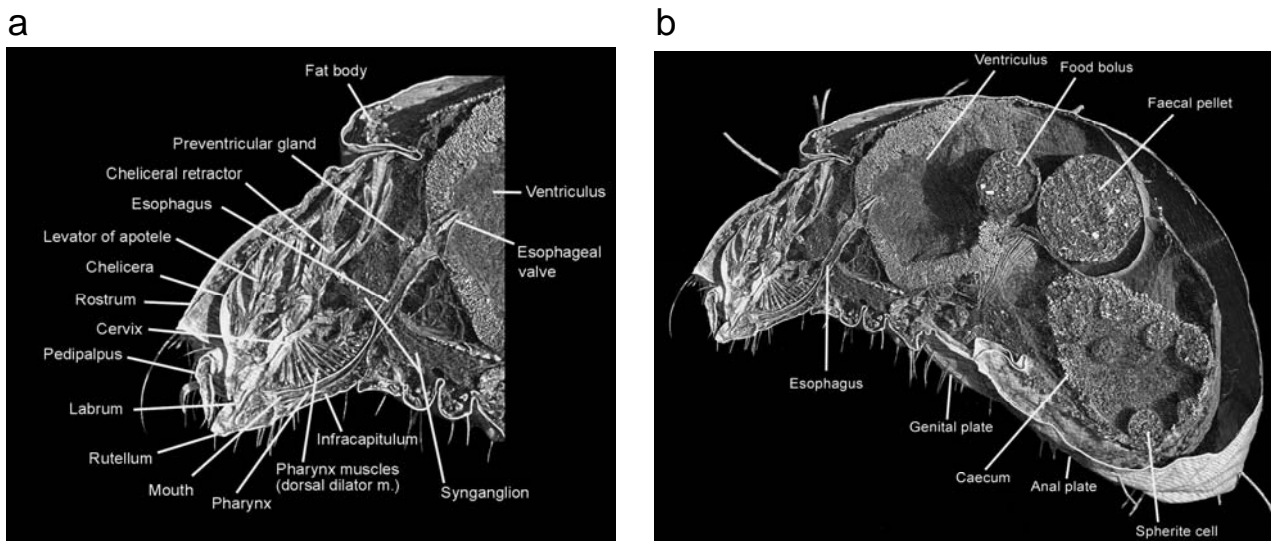 a
Fat body
Preventricular gland
Cheliceral retractor
Esophagus
Levator of apotele
Chelicera
Rostrum
Cervix
Pedipalpus
Labrum
Rutellum
Mouth
Pharynx
Pharynx muscles
(dorsal dilator m.)
Infracapitulum
Synganglion
Ventriculus
Esophageal
valve
b
Ventriculus
Food bolus
Faecal pellet
Esophagus
Genital plate
Caecum
Anal plate
Spherite cell